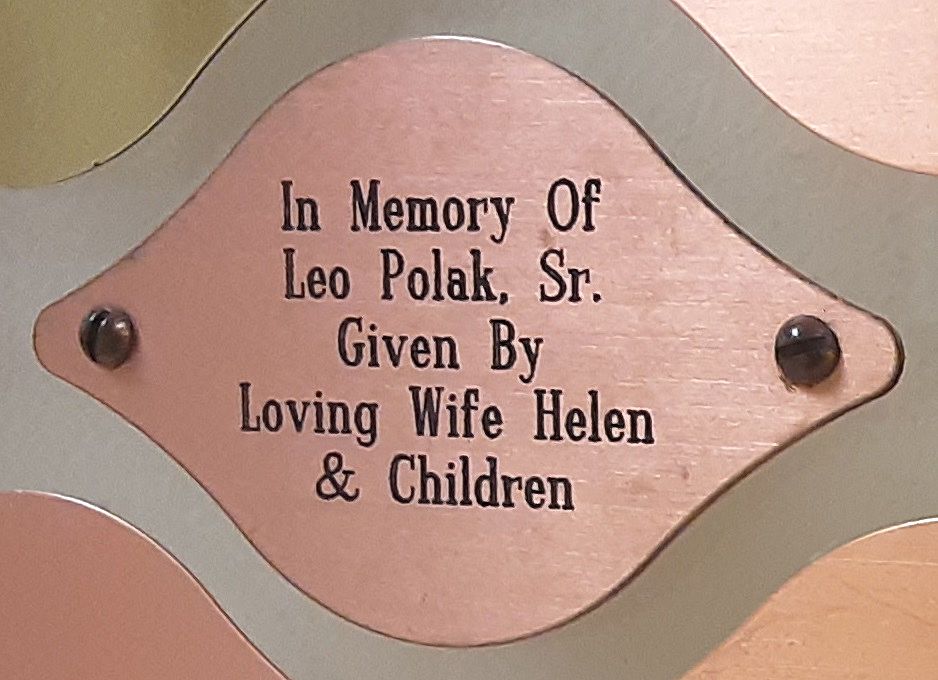 In Memory Of
Leo Polak, Sr.
Given By
Loving Wife Helen
& Children